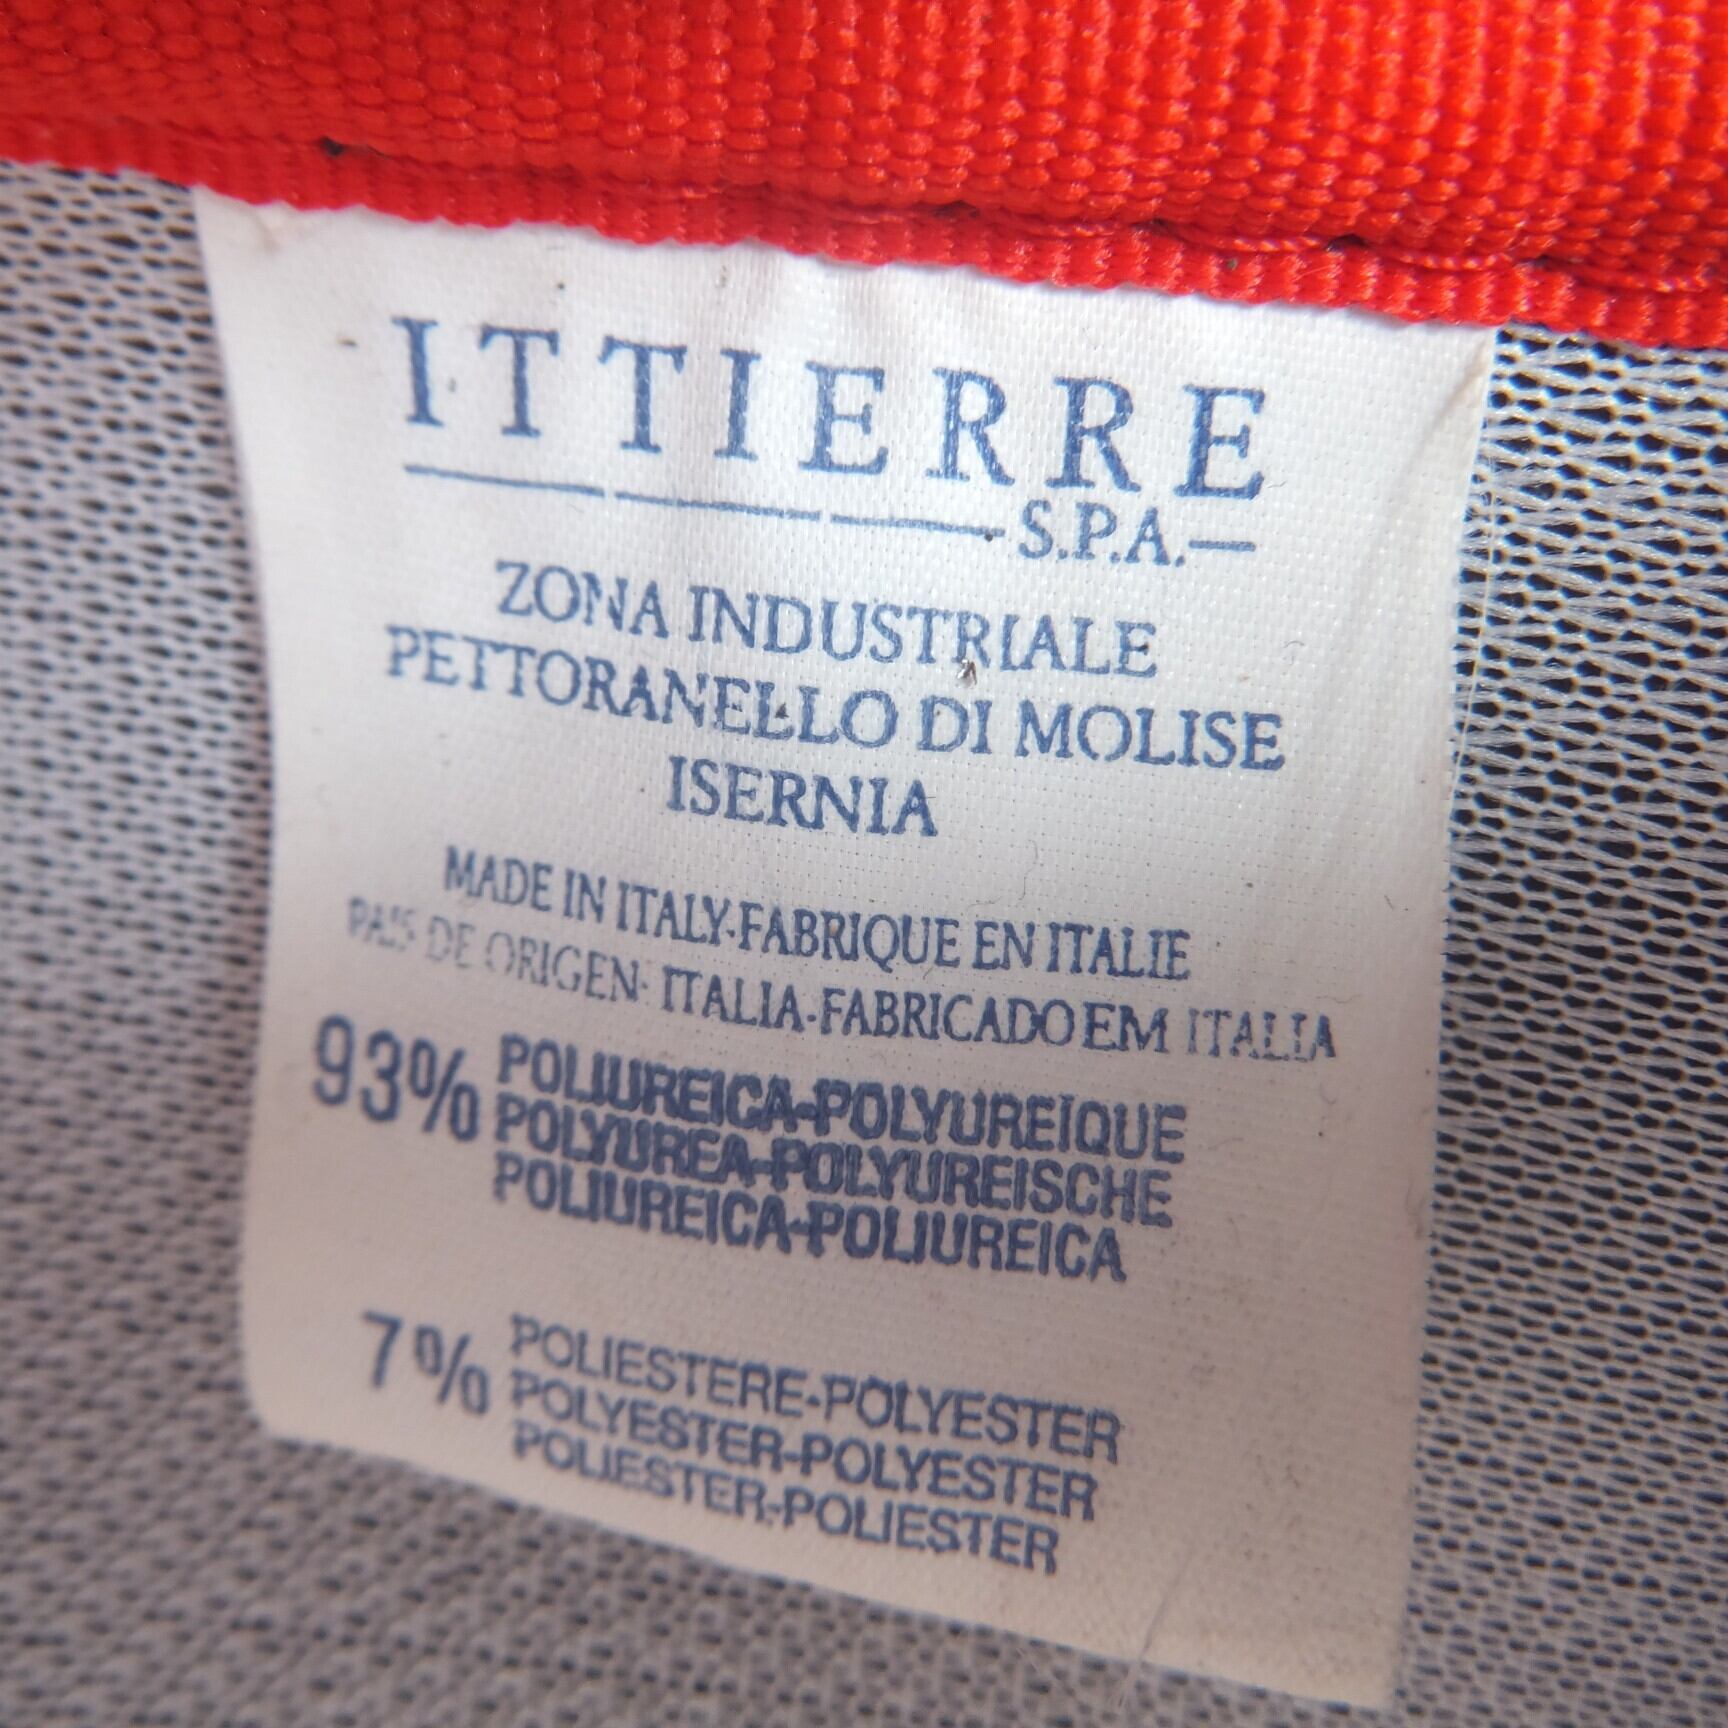 ITTIERRE
S.P.A.
ZONA INDUSTRIALE
PETTORANELLO DI MOLISE
ISERNIA
MADE IN ITALY-FABRIQUE EN ITALIE
PAIS DE ORIGEN- ITALIA-FABRICADO EM ITALIA
93% POLIUREICA-POLYUREIQUE
POLYUREA-POLYUREISCHE
POLIUREICA-POLIUREICA
7% POLIESTERE-POLYESTER
POLYESTER-POLYESTER
POLIESTER-POLIESTER